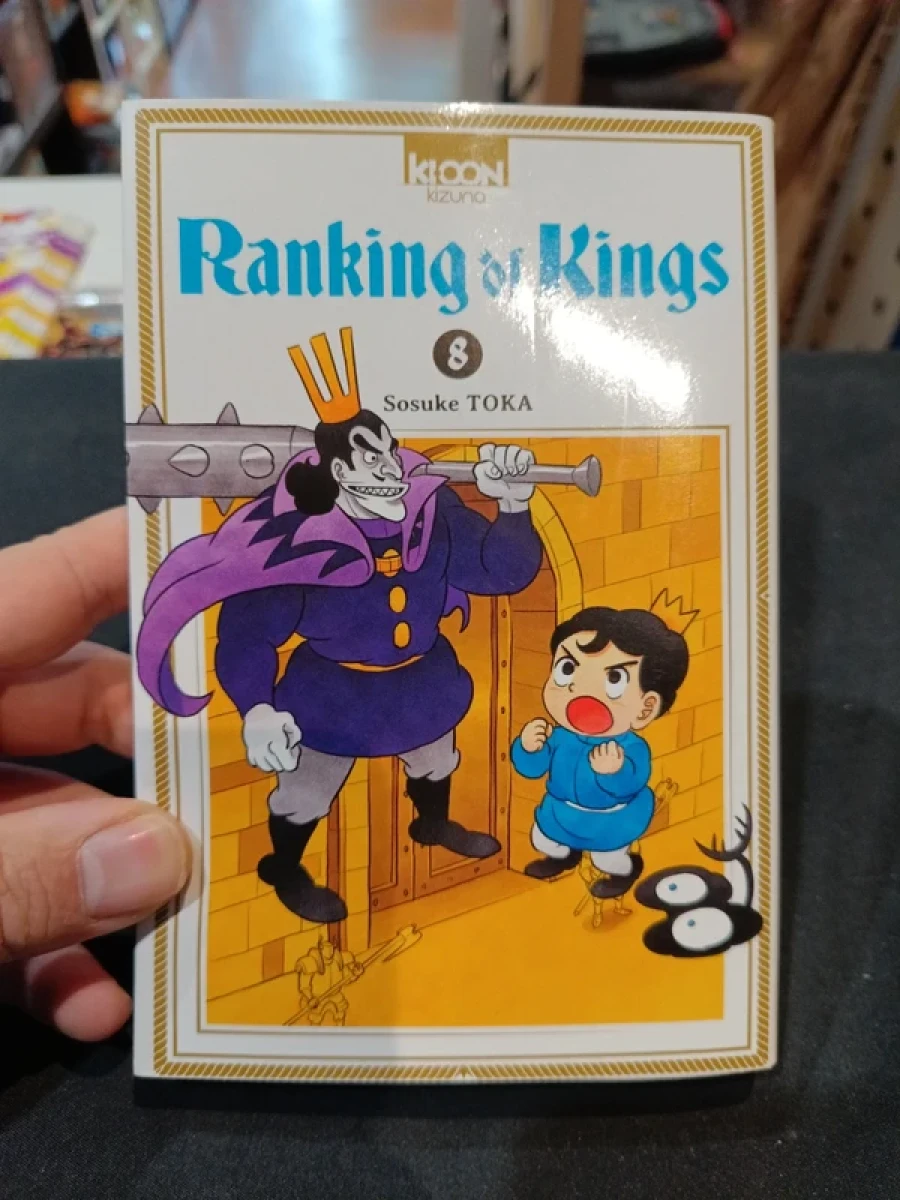 KI-OON
kizuna
Ranking of Kings
8
Sosuke TOKA